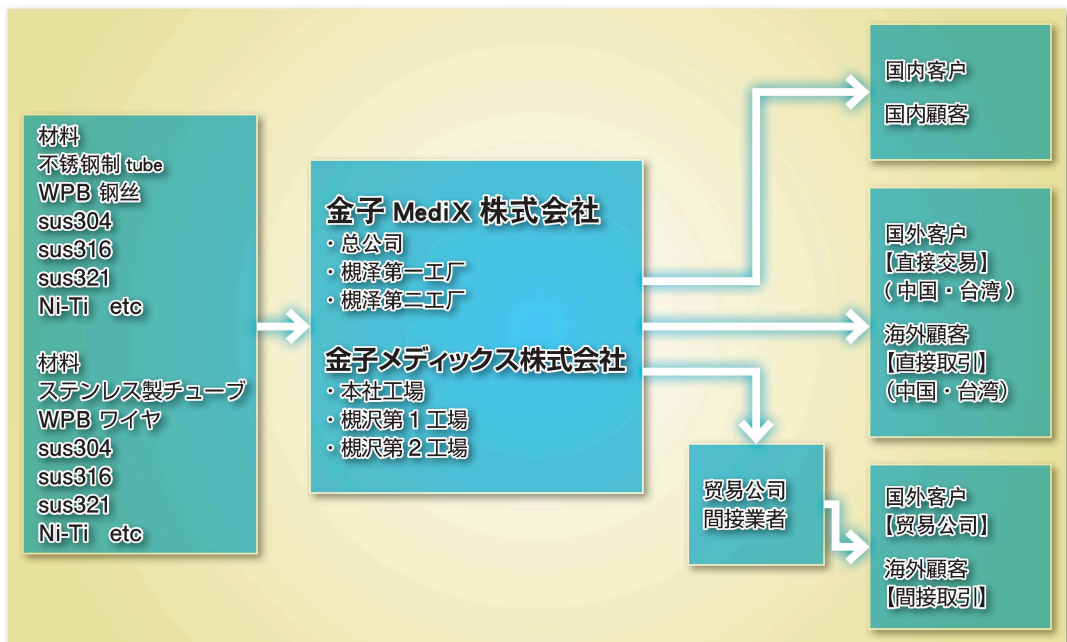 材料
不锈钢制 tube
WPB 钢丝
sus304
sus316
sus321
Ni-Ti　etc
材料
ステンレス製チューブ
WPB ワイヤ
sus304
sus316
sus321
Ni-Ti　etc
金子 MediX 株式会社
・总公司
・槻泽第一工厂
・槻泽第二工厂
金子メディックス株式会社
・本社工場
・槻沢第１工場
・槻沢第２工場
贸易公司
間接業者
国内客户
国内顧客
国外客户
【直接交易】
( 中国・台湾 )
海外顧客
【直接取引】
（中国・台湾）
国外客户
【贸易公司】
海外顧客
【間接取引】